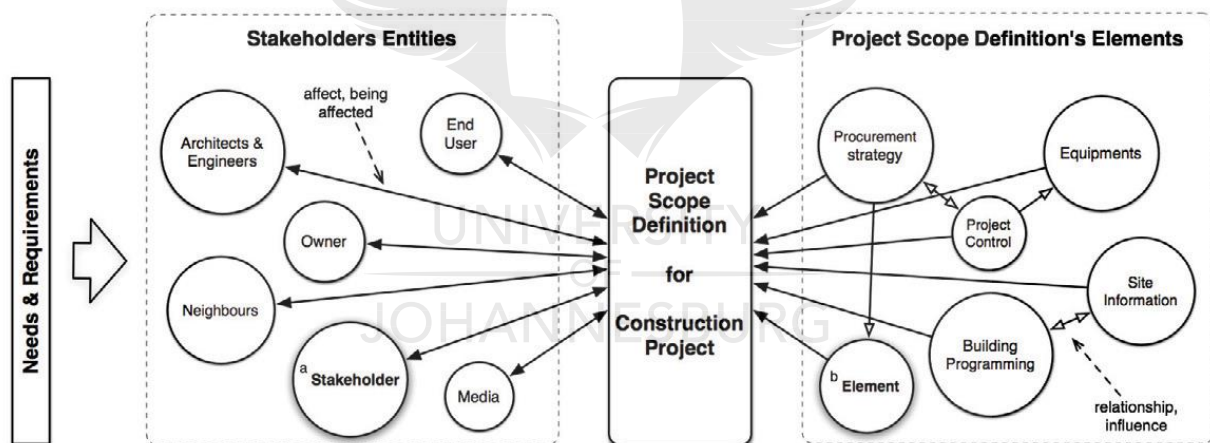 Needs & Requirements
Stakeholders Entities
affect, being
affected
Architects &
Engineers
End
User
Owner
Neighbours
a Stakeholder
Media
Project
Scope
Definition
for
Construction
Project
Project Scope Definition's Elements
Procurement
strategy
Equipments
Project
Control
Site
Information
Building
Programming
b Element
relationship,
influence
UNIVERSITY
OF
JOHANNESBURG